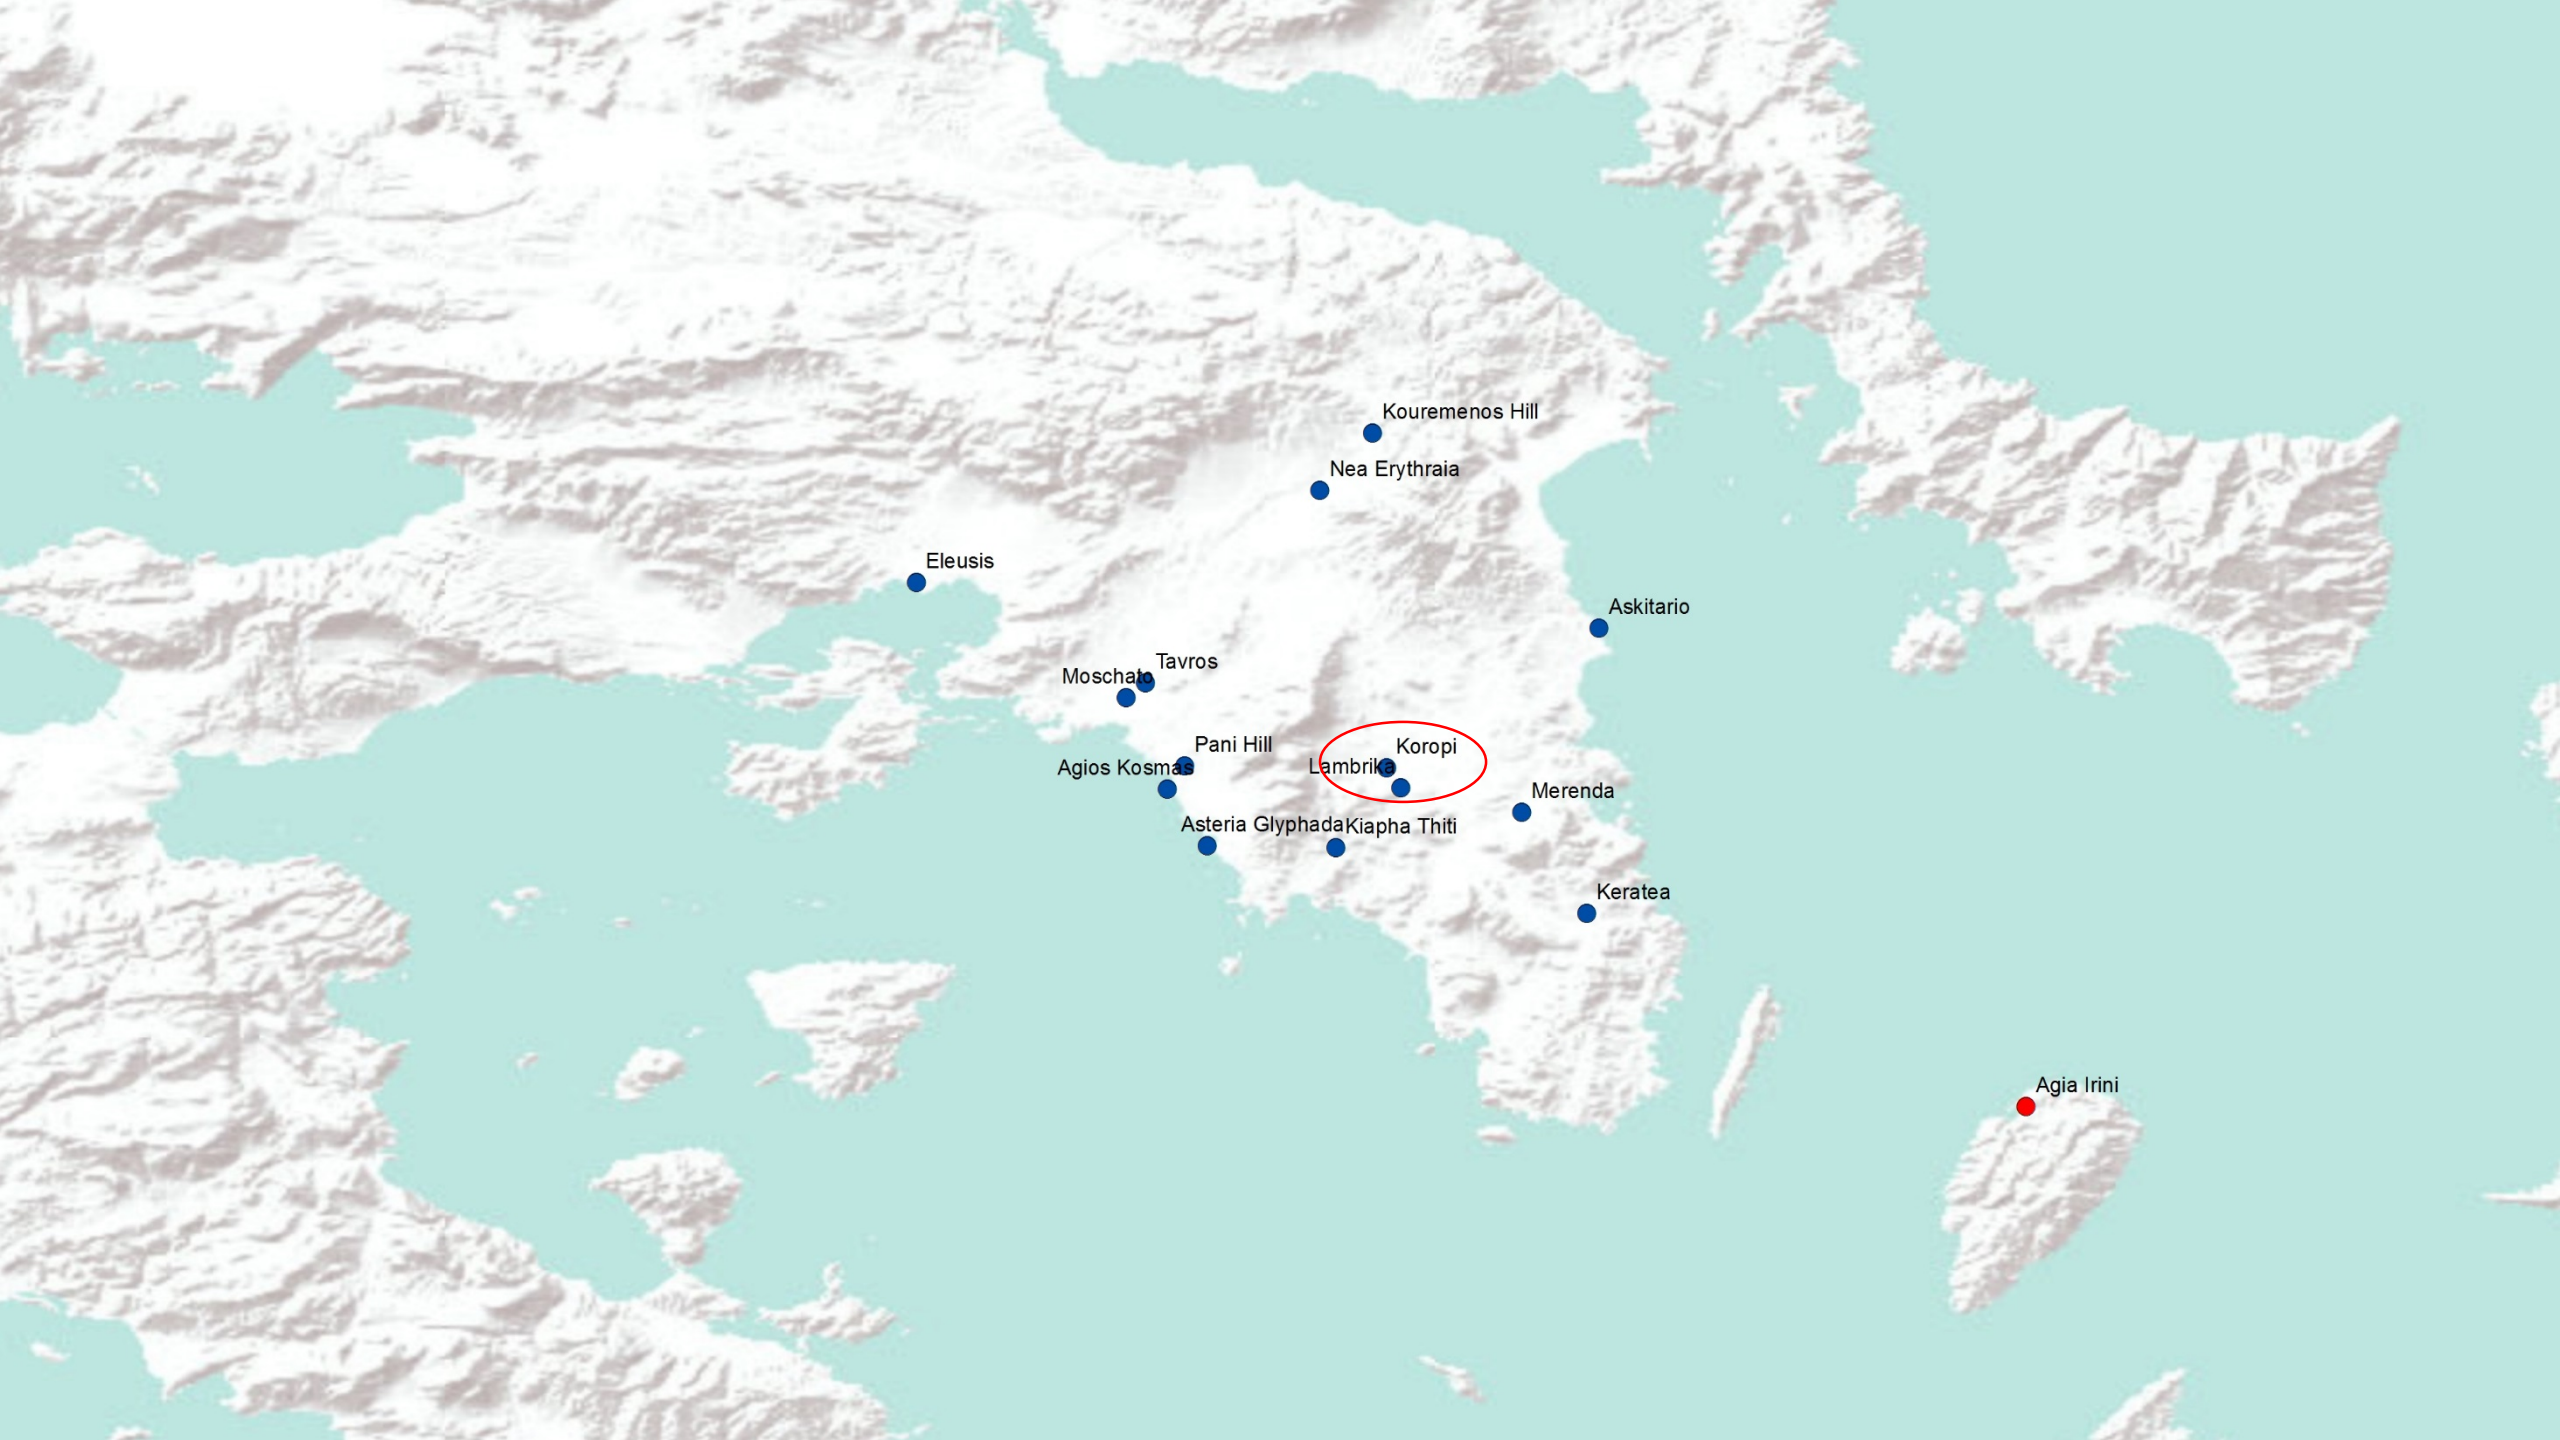 Kouremenos Hill
Nea Erythraia
Eleusis
Askitario
Tavros
Moschato
Pani Hill
Koropi
Agios Kosmas
Lambrika
Merenda
Asteria Glyphada
Kiapha Thiti
Keratea
Agia Irini